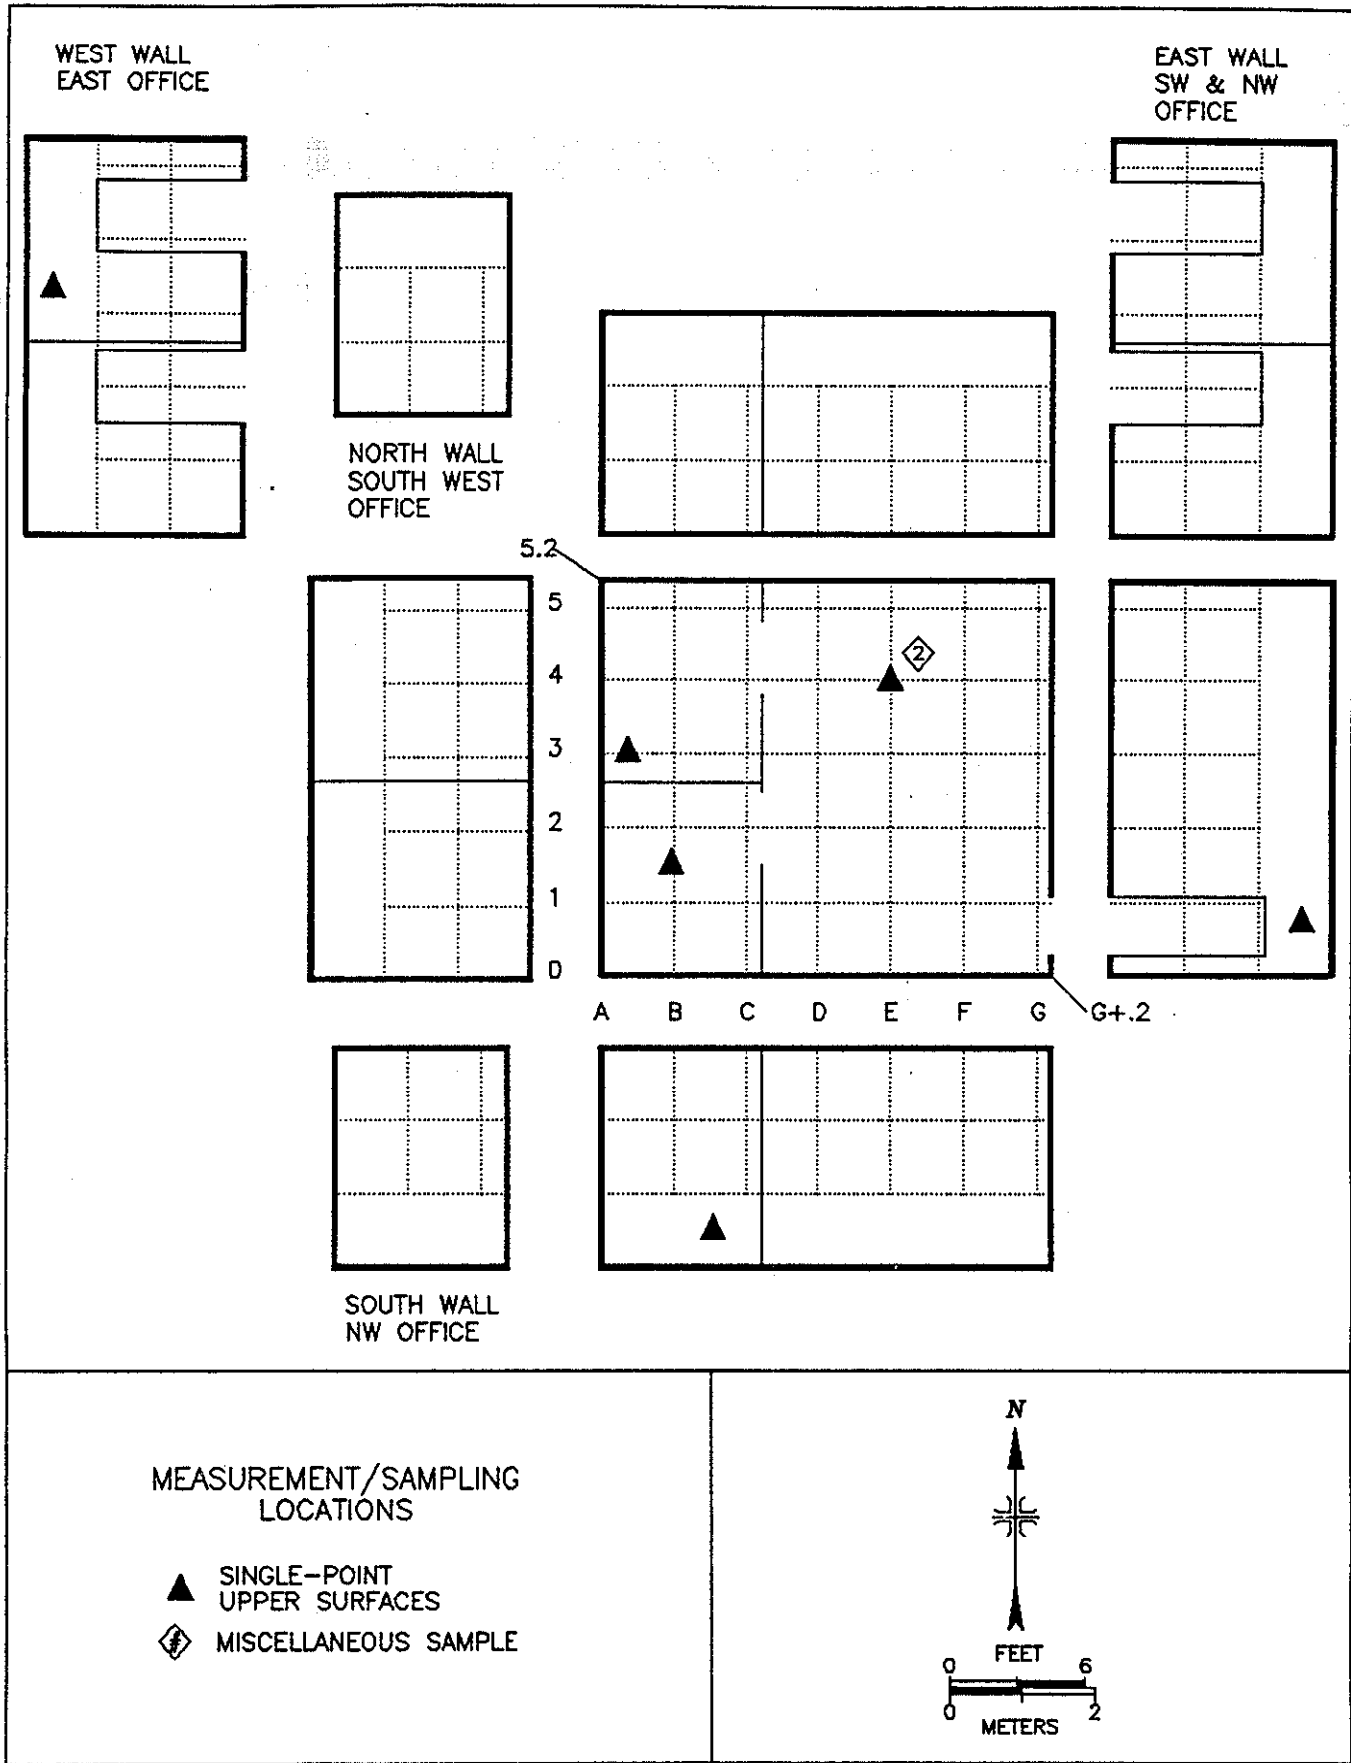 WEST WALL
EAST OFFICE
EAST WALL
SW & NW
OFFICE
NORTH WALL
SOUTH WEST
OFFICE
5.2
5
4
3
2
1
0
2
A B C D E F G G+.2
SOUTH WALL
NW OFFICE
MEASUREMENT/SAMPLING
LOCATIONS
SINGLE-POINT
UPPER SURFACES
# MISCELLANEOUS SAMPLE
N
FEET
0 6
0 2
METERS